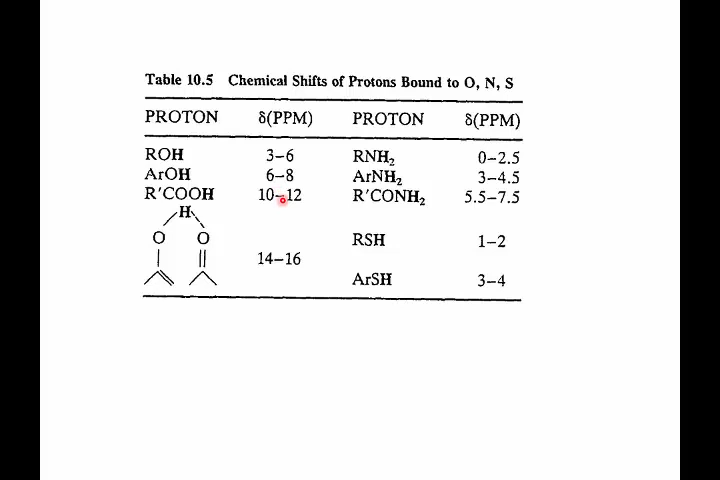 Table 10.5 Chemical Shifts of Protons Bound to O, N, S
PROTON δ(PPM) PROTON δ(PPM)
ROH 3–6 RNH₂ 0–2.5
ArOH 6–8 ArNH₂ 3–4.5
R′COOH 10–12 R′CONH₂ 5.5–7.5
H
O O RSH 1–2
14–16
ArSH 3–4